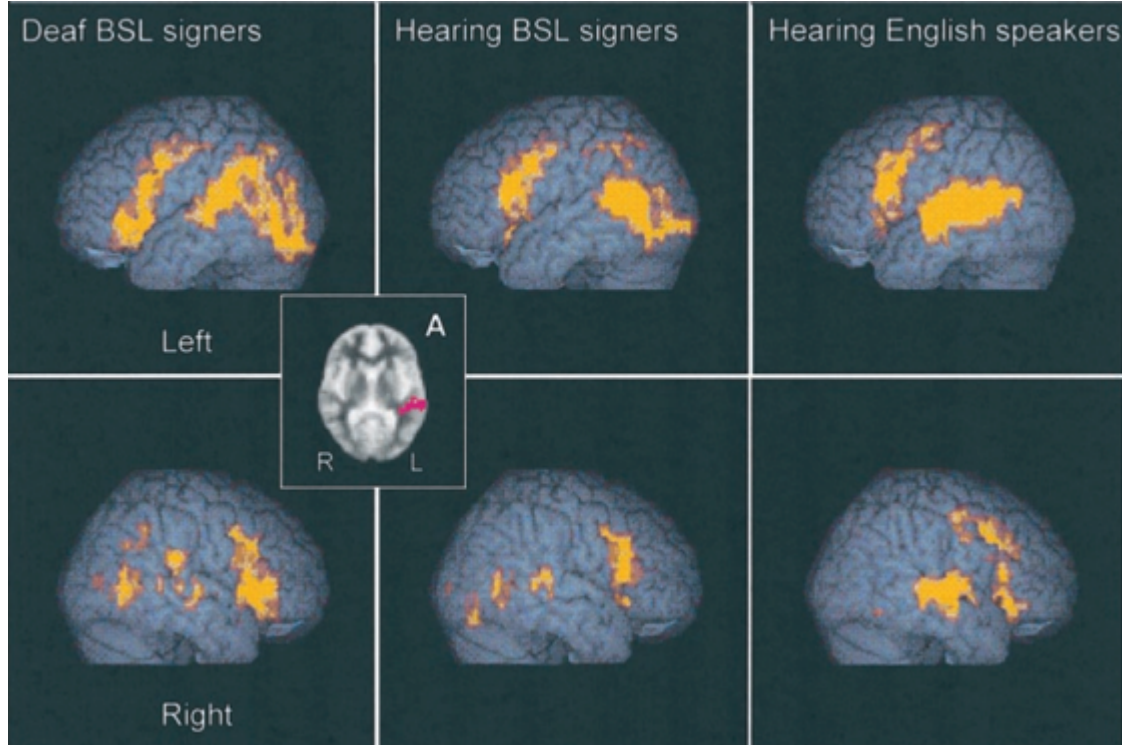 Deaf BSL signers
Hearing BSL signers
Hearing English speakers
Left
A
R
L
Right